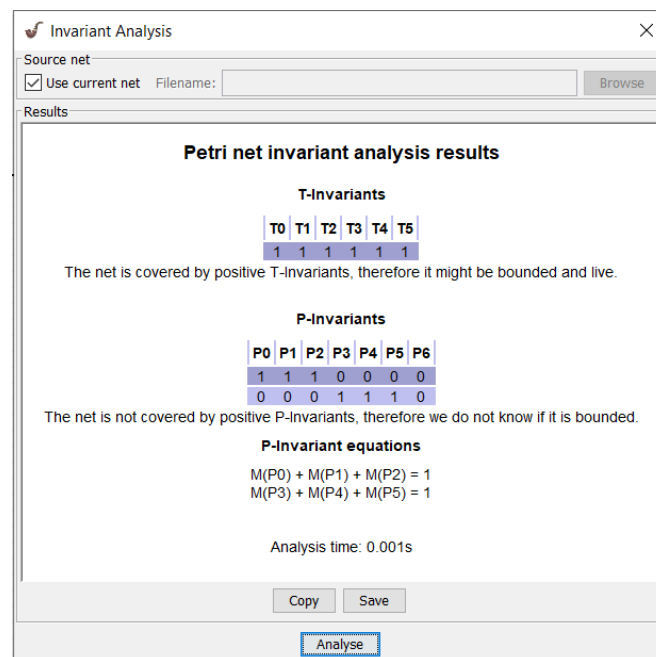 Invariant Analysis
Source net
Use current net Filename: Browse
Results
Petri net invariant analysis results
T-Invariants
T0 T1 T2 T3 T4 T5
1 1 1 1 1 1
The net is covered by positive T-Invariants, therefore it might be bounded and live.
P-Invariants
P0 P1 P2 P3 P4 P5 P6
1 1 1 0 0 0 0
0 0 0 1 1 1 0
The net is not covered by positive P-Invariants, therefore we do not know if it is bounded.
P-Invariant equations
M(P0) + M(P1) + M(P2) = 1
M(P3) + M(P4) + M(P5) = 1
Analysis time: 0.001s
Copy Save
Analyse